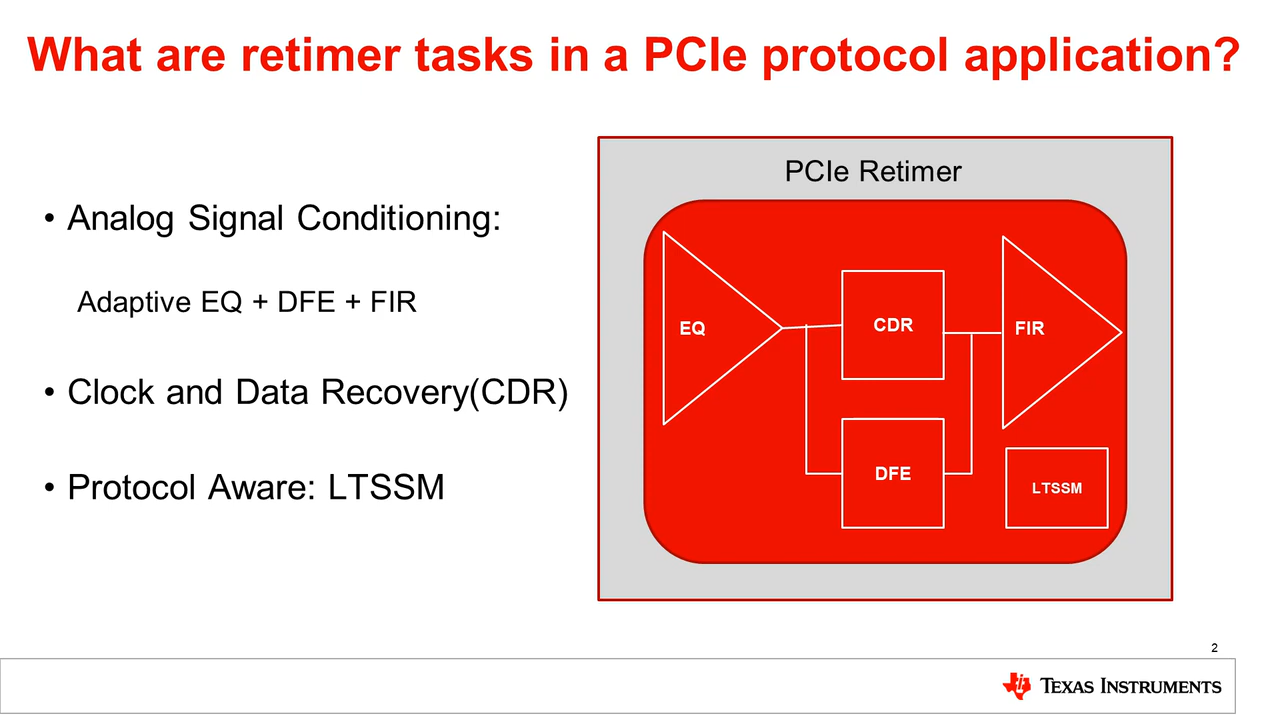 What are retimer tasks in a PCIe protocol application?
• Analog Signal Conditioning:
Adaptive EQ + DFE + FIR
• Clock and Data Recovery(CDR)
• Protocol Aware: LTSSM
PCIe Retimer
EQ
CDR
FIR
DFE
LTSSM
2
TEXAS INSTRUMENTS